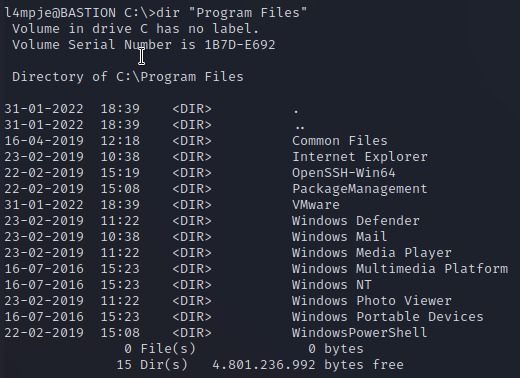 l4mpje@BASTION C:\>dir "Program Files"
 Volume in drive C has no label.
 Volume Serial Number is 1B7D-E692

 Directory of C:\Program Files

31-01-2022  18:39    <DIR>          .
31-01-2022  18:39    <DIR>          ..
16-04-2019  12:18    <DIR>          Common Files
23-02-2019  10:38    <DIR>          Internet Explorer
22-02-2019  15:19    <DIR>          OpenSSH-Win64
22-02-2019  15:08    <DIR>          PackageManagement
31-01-2022  18:39    <DIR>          VMware
23-02-2019  11:22    <DIR>          Windows Defender
23-02-2019  10:38    <DIR>          Windows Mail
23-02-2019  11:22    <DIR>          Windows Media Player
16-07-2016  15:23    <DIR>          Windows Multimedia Platform
16-07-2016  15:23    <DIR>          Windows NT
23-02-2019  11:22    <DIR>          Windows Photo Viewer
16-07-2016  15:23    <DIR>          Windows Portable Devices
22-02-2019  15:08    <DIR>          WindowsPowerShell
               0 File(s)              0 bytes
              15 Dir(s)   4.801.236.992 bytes free